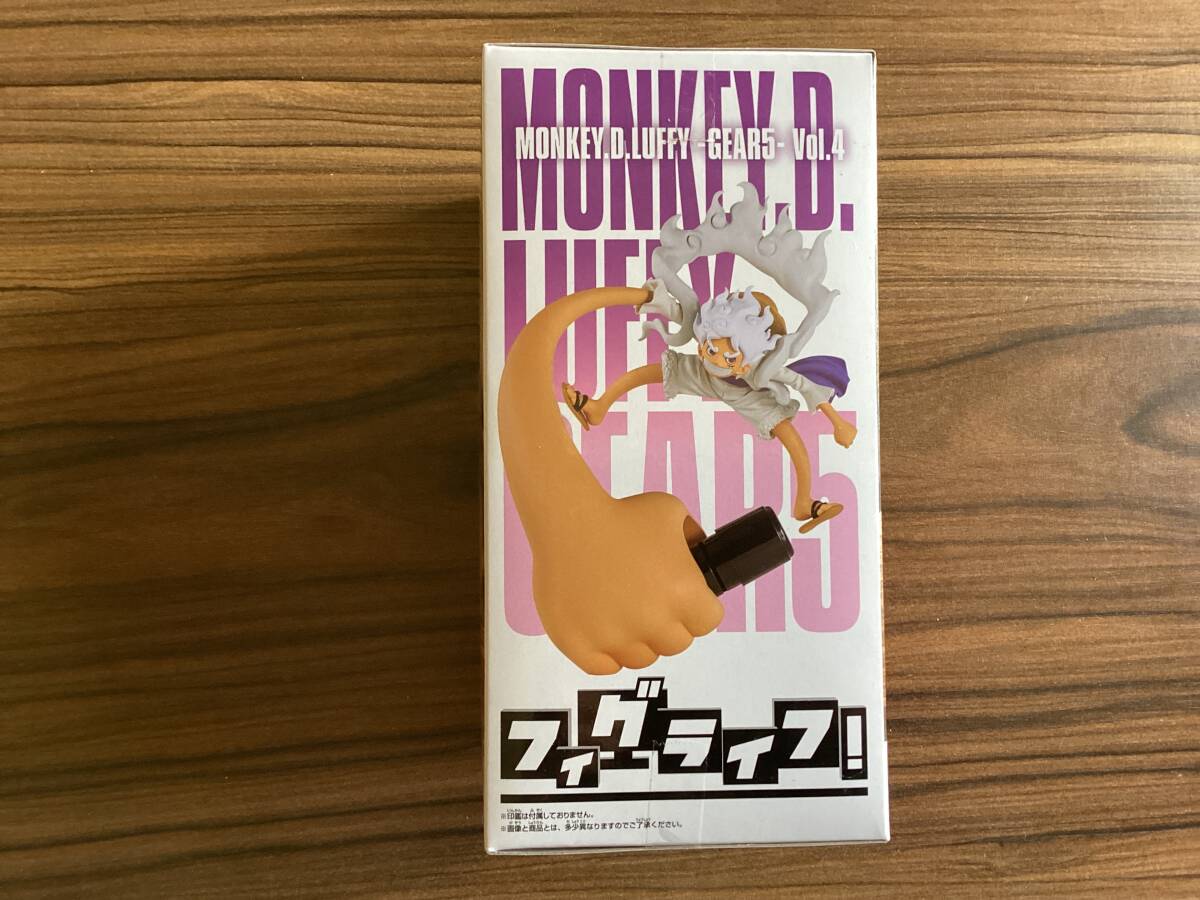 MONKEY.D.
MONKEY.D.LUFFY -GEAR5- Vol.4
LUFFY
GEAR5
フィグライフ!
※印鑑は付属しておりません。
※画像と商品とは、多少異なりますのでご了承ください。